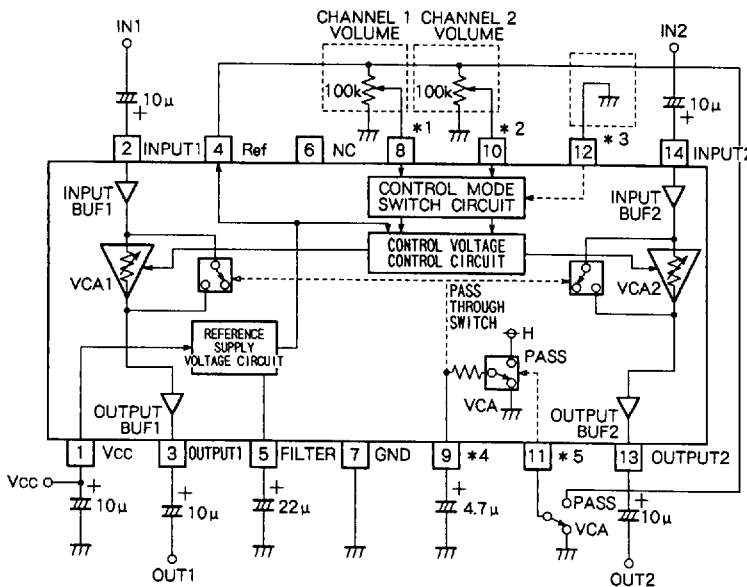 IN1
CHANNEL 1
VOLUME
CHANNEL 2
VOLUME
IN2
100k
100k
10μ
+
10μ
+
*1
*2
*3
2
INPUT1
4
Ref
6
NC
8
10
12
14
INPUT2
INPUT
BUF1
CONTROL MODE
SWITCH CIRCUIT
INPUT
BUF2
CONTROL VOLTAGE
CONTROL CIRCUIT
VCA1
VCA2
PASS
THROUGH
SWITCH
H
REFERENCE
SUPPLY
VOLTAGE CIRCUIT
PASS
VCA
OUTPUT
BUF1
OUTPUT
BUF2
1
Vcc
3
OUTPUT1
5
FILTER
7
GND
9
*4
11
*5
13
OUTPUT2
Vcc
+
10μ
+
10μ
+
22μ
+
4.7μ
PASS
VCA
+
10μ
OUT1
OUT2